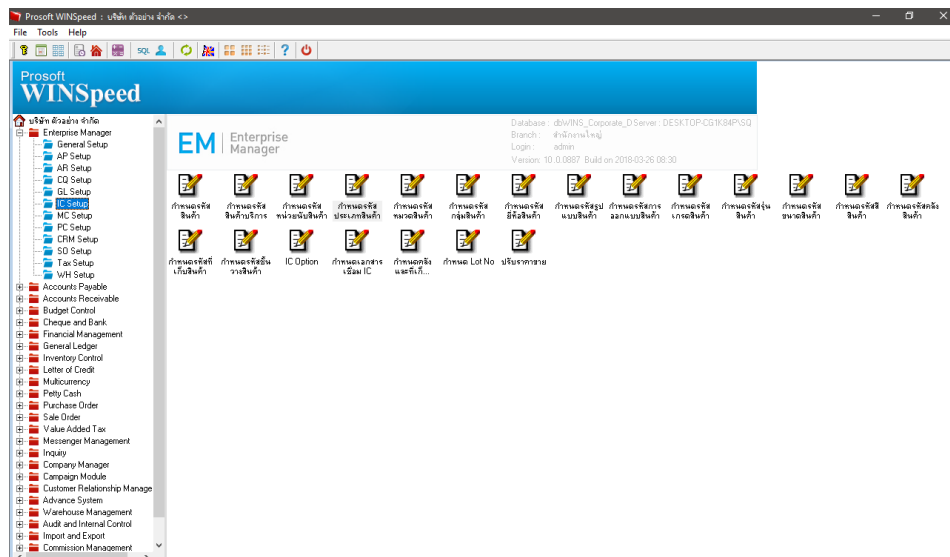 Prosoft WINSpeed : บริษัท ตัวอย่าง จำกัด <>
File Tools Help
SQL
Prosoft
WINSpeed
บริษัท ตัวอย่าง จำกัด
Enterprise Manager
General Setup
AP Setup
AR Setup
CQ Setup
GL Setup
IC Setup
MC Setup
PC Setup
CRM Setup
SO Setup
Tax Setup
WH Setup
Accounts Payable
Accounts Receivable
Budget Control
Cheque and Bank
Financial Management
General Ledger
Inventory Control
Letter of Credit
Multicurrency
Petty Cash
Purchase Order
Sale Order
Value Added Tax
Messenger Management
Inquiry
Company Manager
Campaign Module
Customer Relationship Manage
Advance System
Warehouse Management
Audit and Internal Control
Import and Export
Commission Management
EM Enterprise
Manager
Database : dbWINS_Corporate_D Server : DESKTOP-CG1K84P\SQ
Branch : สำนักงานใหญ่
Login : admin
Version: 10.0.0887 Build on 2018-03-26 08:30
กำหนดรหัส
สินค้า
กำหนดรหัส
สินค้าบริการ
กำหนดรหัส
หน่วยนับสินค้า
กำหนดรหัส
ประเภทสินค้า
กำหนดรหัส
หมวดสินค้า
กำหนดรหัส
กลุ่มสินค้า
กำหนดรหัส
ยี่ห้อสินค้า
กำหนดรหัสรูป
แบบสินค้า
กำหนดรหัสการ
ออกแบบสินค้า
กำหนดรหัส
เกรดสินค้า
กำหนดรหัสรุ่น
สินค้า
กำหนดรหัส
ขนาดสินค้า
กำหนดรหัสสี
สินค้า
กำหนดรหัสคลัง
สินค้า
กำหนดรหัสที่
เก็บสินค้า
กำหนดรหัสชั้น
วางสินค้า
IC Option
กำหนดเอกสาร
เชื่อม IC
กำหนดคลัง
และที่เก็...
กำหนด Lot No
ปรับราคาขาย